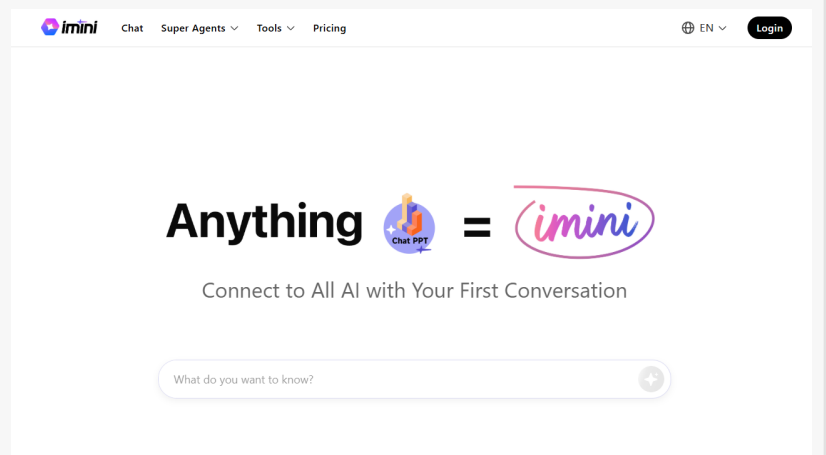 imini Chat Super Agents Tools Pricing EN Login
Anything Chat PPT = imini
Connect to All AI with Your First Conversation
What do you want to know?